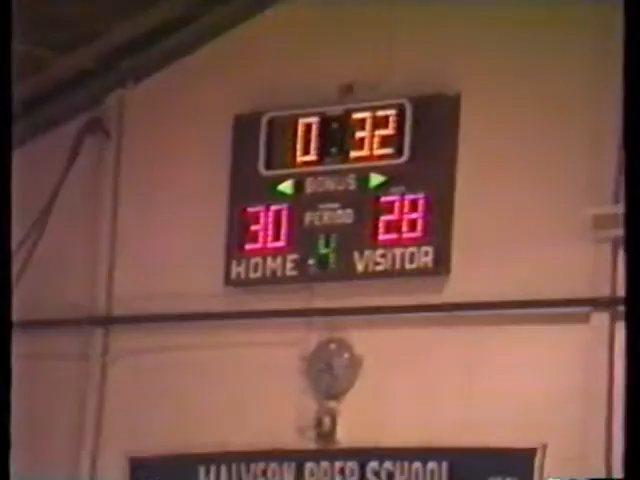 0:32
BONUS
30 PERIOD 28
HOME 4 VISITOR
MALVERN PREP SCHOOL